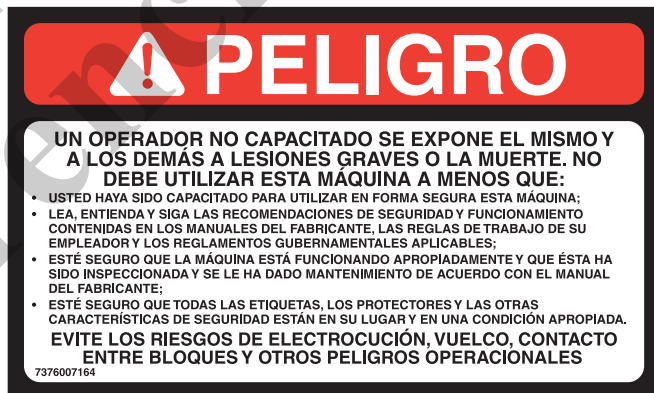 PELIGRO
UN OPERADOR NO CAPACITADO SE EXPONE EL MISMO Y
A LOS DEMÁS A LESIONES GRAVES O LA MUERTE. NO
DEBE UTILIZAR ESTA MÁQUINA A MENOS QUE:
• USTED HAYA SIDO CAPACITADO PARA UTILIZAR EN FORMA SEGURA ESTA MÁQUINA;
• LEA, ENTIENDA Y SIGA LAS RECOMENDACIONES DE SEGURIDAD Y FUNCIONAMIENTO
CONTENIDAS EN LOS MANUALES DEL FABRICANTE, LAS REGLAS DE TRABAJO DE SU
EMPLEADOR Y LOS REGLAMENTOS GUBERNAMENTALES APLICABLES;
• ESTÉ SEGURO QUE LA MÁQUINA ESTÁ FUNCIONANDO APROPIADAMENTE Y QUE ÉSTA HA
SIDO INSPECCIONADA Y SE LE HA DADO MANTENIMIENTO DE ACUERDO CON EL MANUAL
DEL FABRICANTE;
• ESTÉ SEGURO QUE TODAS LAS ETIQUETAS, LOS PROTECTORES Y LAS OTRAS
CARACTERÍSTICAS DE SEGURIDAD ESTÁN EN SU LUGAR Y EN UNA CONDICIÓN APROPIADA.
EVITE LOS RIESGOS DE ELECTROCUCIÓN, VUELCO, CONTACTO
ENTRE BLOQUES Y OTROS PELIGROS OPERACIONALES
7376007164